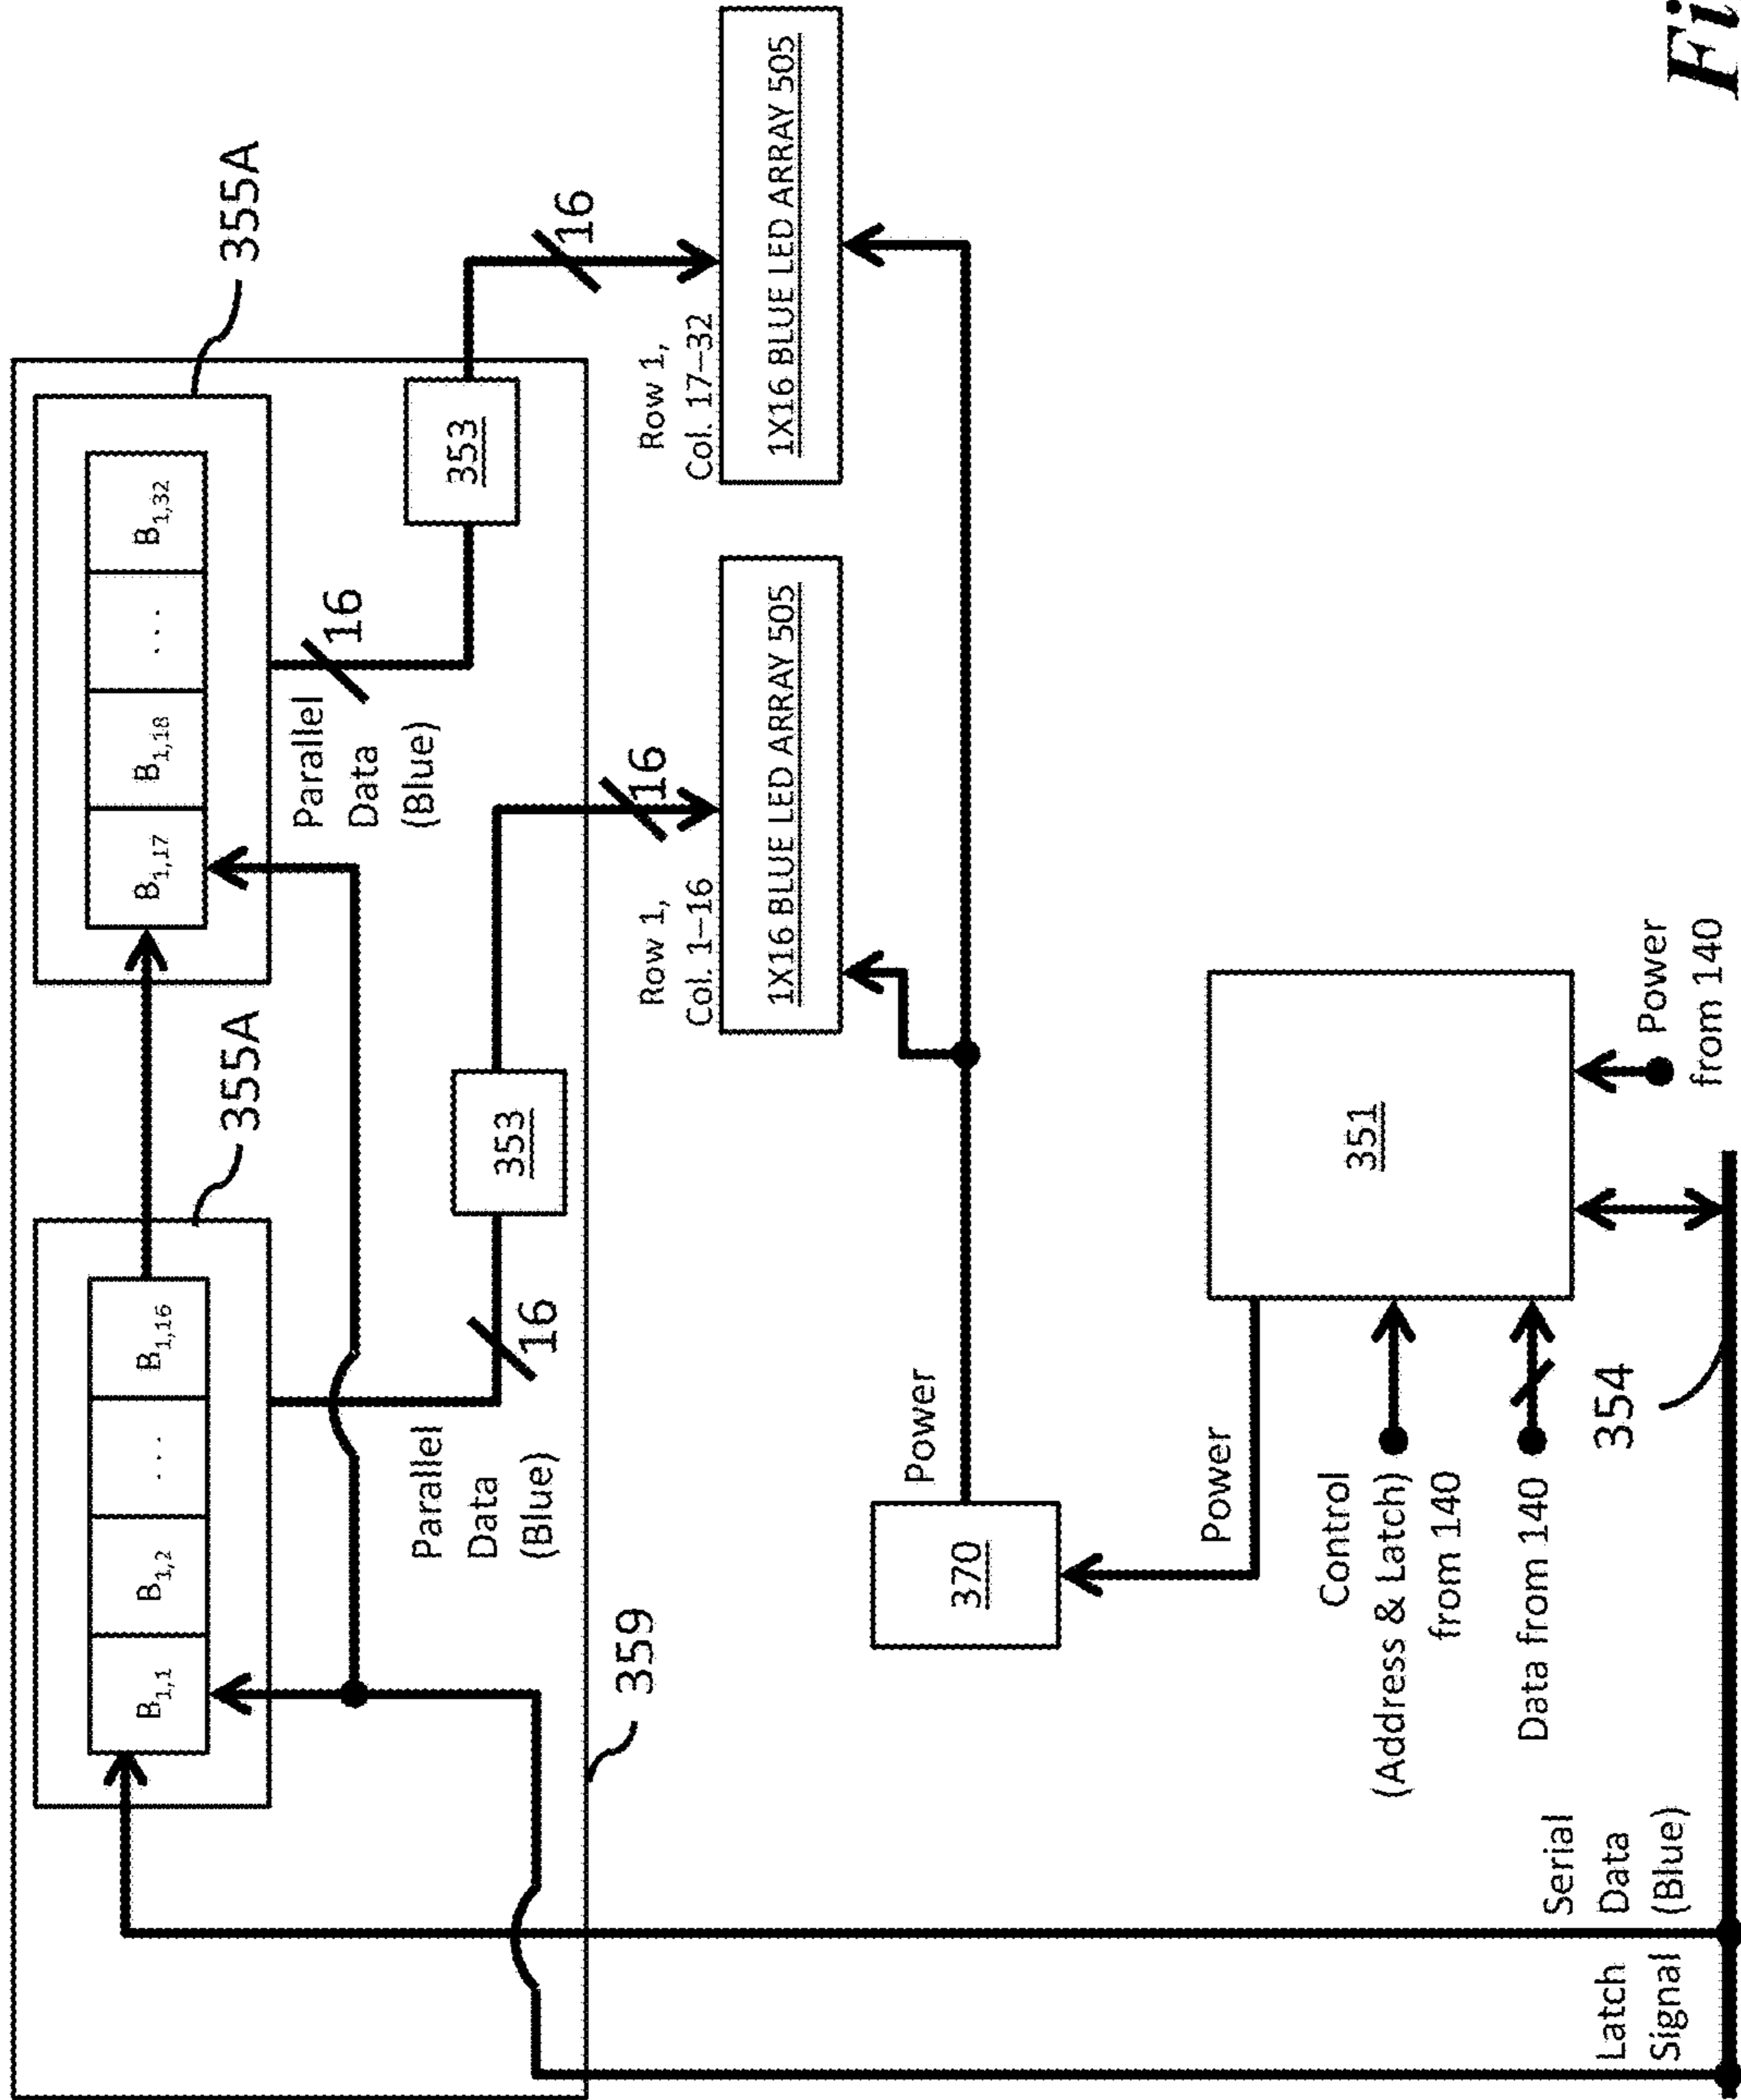 355A
355A
B1,1
B1,2
...
B1,16
B1,17
B1,18
...
B1,32
Parallel
Data
(Blue)
16
Parallel
Data
(Blue)
16
353
353
16
16
359
Row 1,
Col. 1–16
1X16 BLUE LED ARRAY 505
Row 1,
Col. 17–32
1X16 BLUE LED ARRAY 505
370
Power
Power
351
Control
(Address & Latch)
from 140
Data from 140
Power
from 140
354
Latch
Signal
Serial
Data
(Blue)
Fi